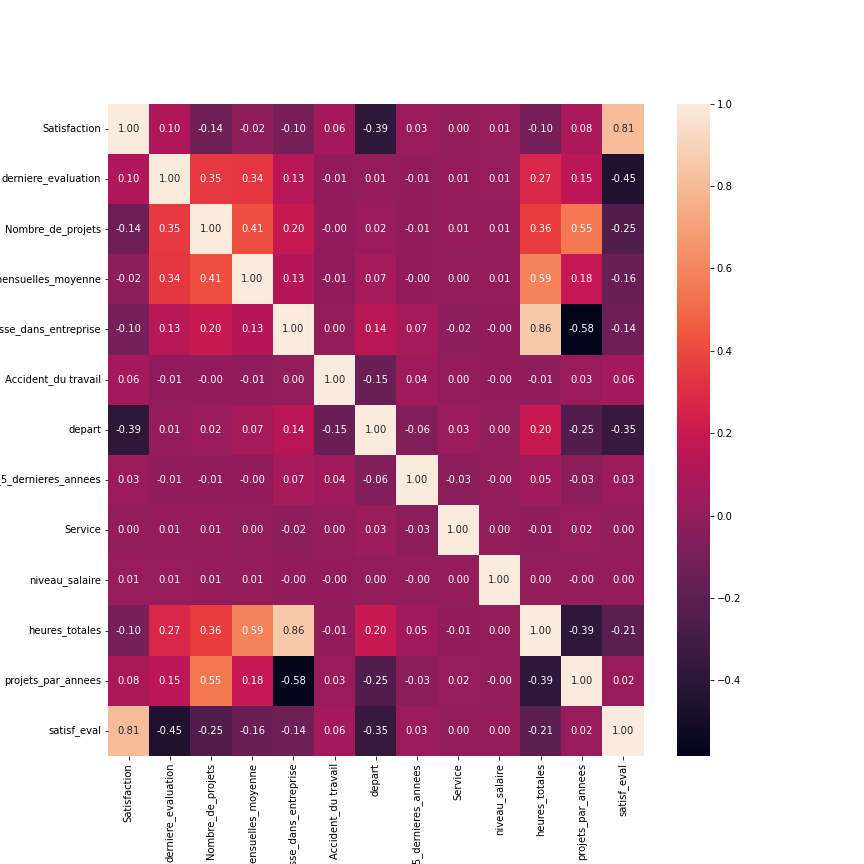 Satisfaction 1.00 0.10 -0.14 -0.02 -0.10 0.06 -0.39 0.03 0.00 0.01 -0.10 0.08 0.81
derniere_evaluation 0.10 1.00 0.35 0.34 0.13 -0.01 0.01 -0.01 0.01 0.01 0.27 0.15 -0.45
Nombre_de_projets -0.14 0.35 1.00 0.41 0.20 -0.00 0.02 -0.01 0.01 0.01 0.36 0.55 -0.25
ensuelles_moyenne -0.02 0.34 0.41 1.00 0.13 -0.01 0.07 -0.00 0.00 0.01 0.59 0.18 -0.16
sse_dans_entreprise -0.10 0.13 0.20 0.13 1.00 0.00 0.14 0.07 -0.02 -0.00 0.86 -0.58 -0.14
Accident_du travail 0.06 -0.01 -0.00 -0.01 0.00 1.00 -0.15 0.04 0.00 -0.00 -0.01 0.03 0.06
depart -0.39 0.01 0.02 0.07 0.14 -0.15 1.00 -0.06 0.03 0.00 0.20 -0.25 -0.35
_5_dernieres_annees 0.03 -0.01 -0.01 -0.00 0.07 0.04 -0.06 1.00 -0.03 -0.00 0.05 -0.03 0.03
Service 0.00 0.01 0.01 0.00 -0.02 0.00 0.03 -0.03 1.00 0.00 -0.01 0.02 0.00
niveau_salaire 0.01 0.01 0.01 0.01 -0.00 -0.00 0.00 -0.00 0.00 1.00 0.00 -0.00 0.00
heures_totales -0.10 0.27 0.36 0.59 0.86 -0.01 0.20 0.05 -0.01 0.00 1.00 -0.39 -0.21
projets_par_annees 0.08 0.15 0.55 0.18 -0.58 0.03 -0.25 -0.03 0.02 -0.00 -0.39 1.00 0.02
satisf_eval 0.81 -0.45 -0.25 -0.16 -0.14 0.06 -0.35 0.03 0.00 0.00 -0.21 0.02 1.00
Satisfaction
derniere_evaluation
Nombre_de_projets
ensuelles_moyenne
sse_dans_entreprise
Accident_du travail
depart
5_dernieres_annees
Service
niveau_salaire
heures_totales
projets_par_annees
satisf_eval
1.0
0.8
0.6
0.4
0.2
0.0
−0.2
−0.4